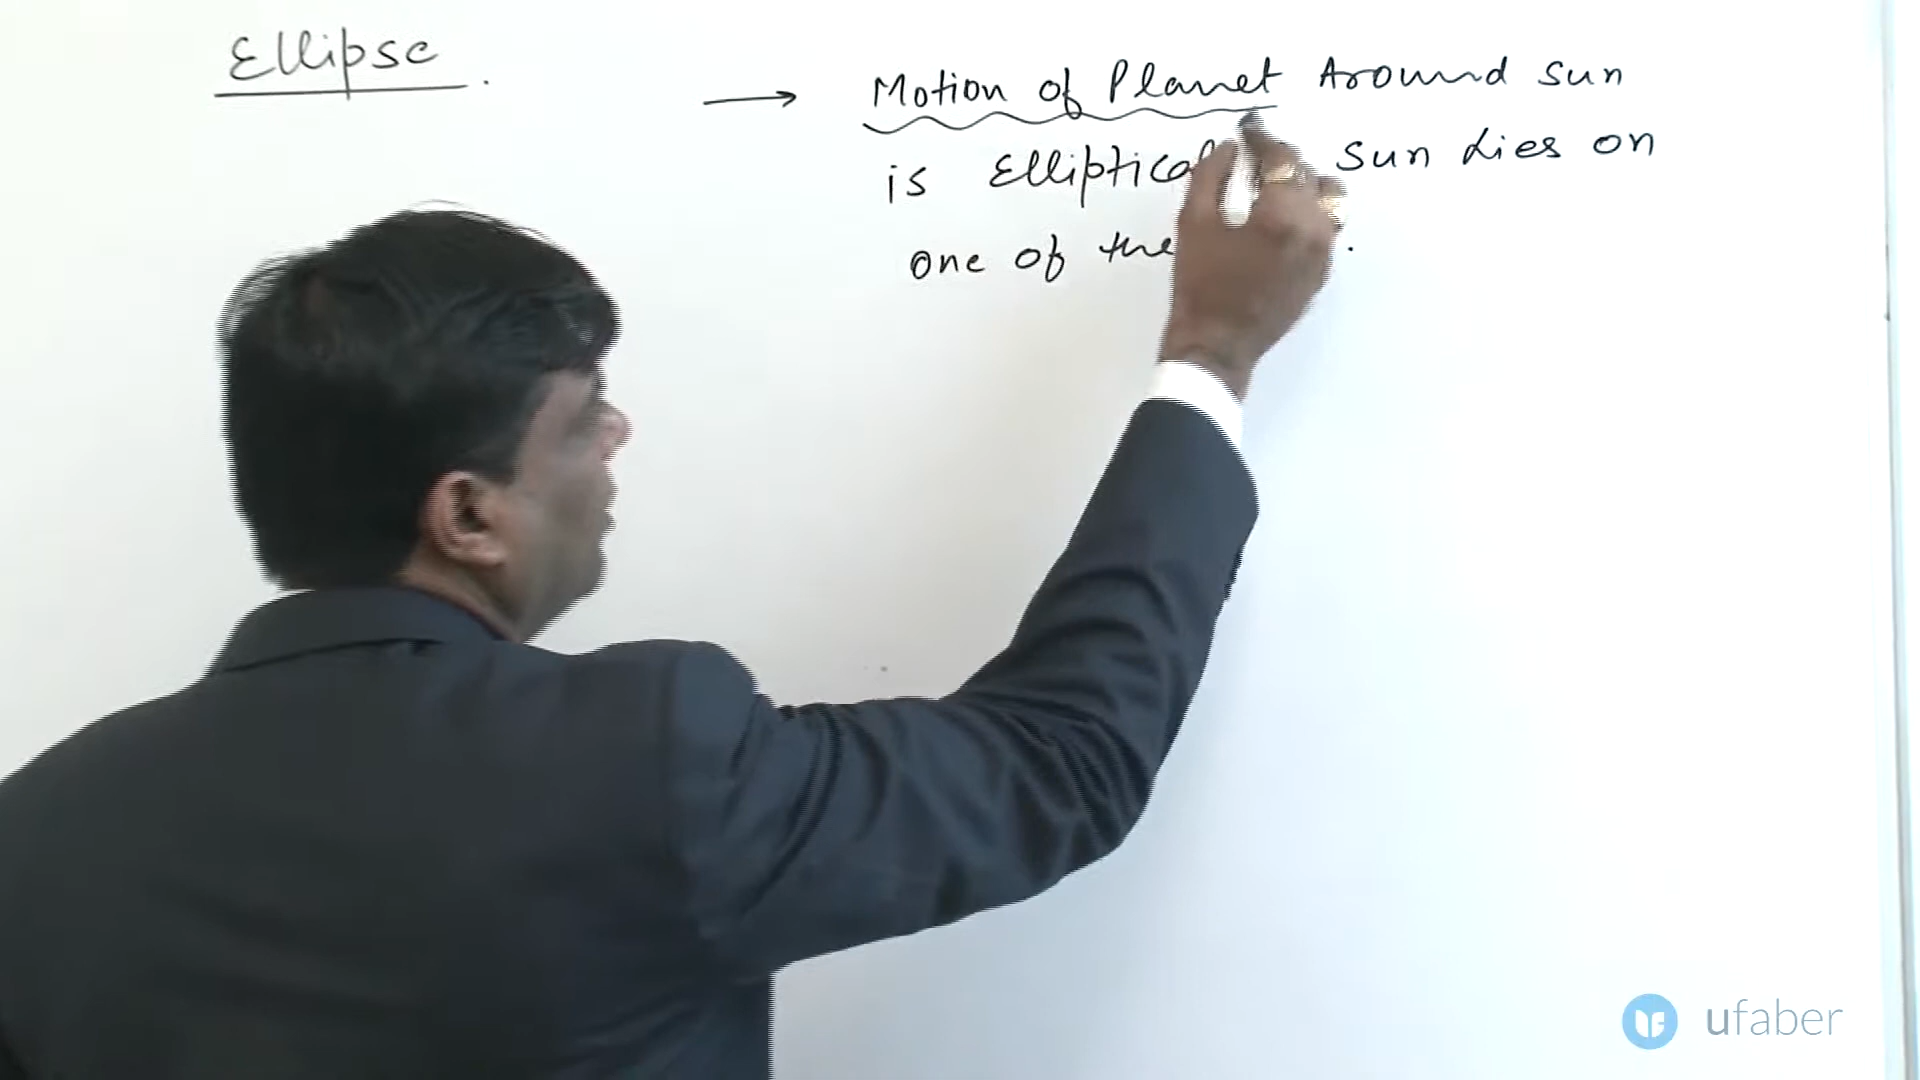 Ellipse.
→ Motion of Planet Around sun
is Elliptical sun Lies on
one of the .
ufaber